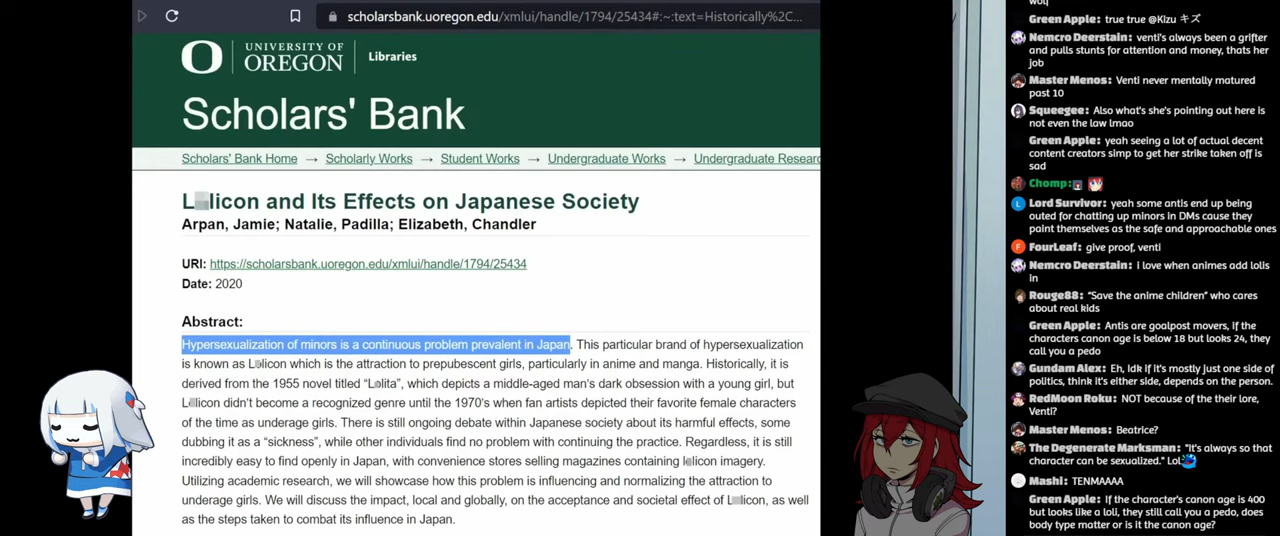 scholarsbank.uoregon.edu/xmlui/handle/1794/25434#:~:text=Historically%2C...
UNIVERSITY OF
OREGON
Libraries
Scholars' Bank
Scholars' Bank Home → Scholarly Works → Student Works → Undergraduate Works → Undergraduate Researc
L licon and Its Effects on Japanese Society
Arpan, Jamie; Natalie, Padilla; Elizabeth, Chandler
URI: https://scholarsbank.uoregon.edu/xmlui/handle/1794/25434
Date: 2020
Abstract:
Hypersexualization of minors is a continuous problem prevalent in Japan. This particular brand of hypersexualization
is known as L licon which is the attraction to prepubescent girls, particularly in anime and manga. Historically, it is
derived from the 1955 novel titled “L lita”, which depicts a middle-aged man's dark obsession with a young girl, but
L licon didn't become a recognized genre until the 1970's when fan artists depicted their favorite female characters
of the time as underage girls. There is still ongoing debate within Japanese society about its harmful effects, some
dubbing it as a “sickness”, while other individuals find no problem with continuing the practice. Regardless, it is still
incredibly easy to find openly in Japan, with convenience stores selling magazines containing l licon imagery.
Utilizing academic research, we will showcase how this problem is influencing and normalizing the attraction to
underage girls. We will discuss the impact, local and globally, on the acceptance and societal effect of L licon, as well
as the steps taken to combat its influence in Japan.
wolf
Green Apple: true true @Kizu キズ
Nemcro Deerstain: venti's always been a grifter
and pulls stunts for attention and money, thats her
job
Master Menos: Venti never mentally matured
past 10
Squeegee: Also what's she's pointing out here is
not even the law lmao
Green Apple: yeah seeing a lot of actual decent
content creators simp to get her strike taken off is
sad
Chomp:
Lord Survivor: yeah some antis end up being
outed for chatting up minors in DMs cause they
paint themselves as the safe and approachable ones
FourLeaf: give proof, venti
Nemcro Deerstain: i love when animes add lolis
in
Rouge88: “Save the anime children” who cares
about real kids
Green Apple: Antis are goalpost movers, if the
characters canon age is below 18 but looks 24, they
call you a pedo
Gundam Alex: Eh, idk if it's mostly just one side of
politics, think it's either side, depends on the person.
RedMoon Roku: NOT because of the their lore,
Venti?
Master Menos: Beatrice?
The Degenerate Marksman: "It's always so that
character can be sexualized." Lol
Mashi: TENMAAAA
Green Apple: If the character's canon age is 400
but looks like a loli, they still call you a pedo, does
body type matter or is it the canon age?